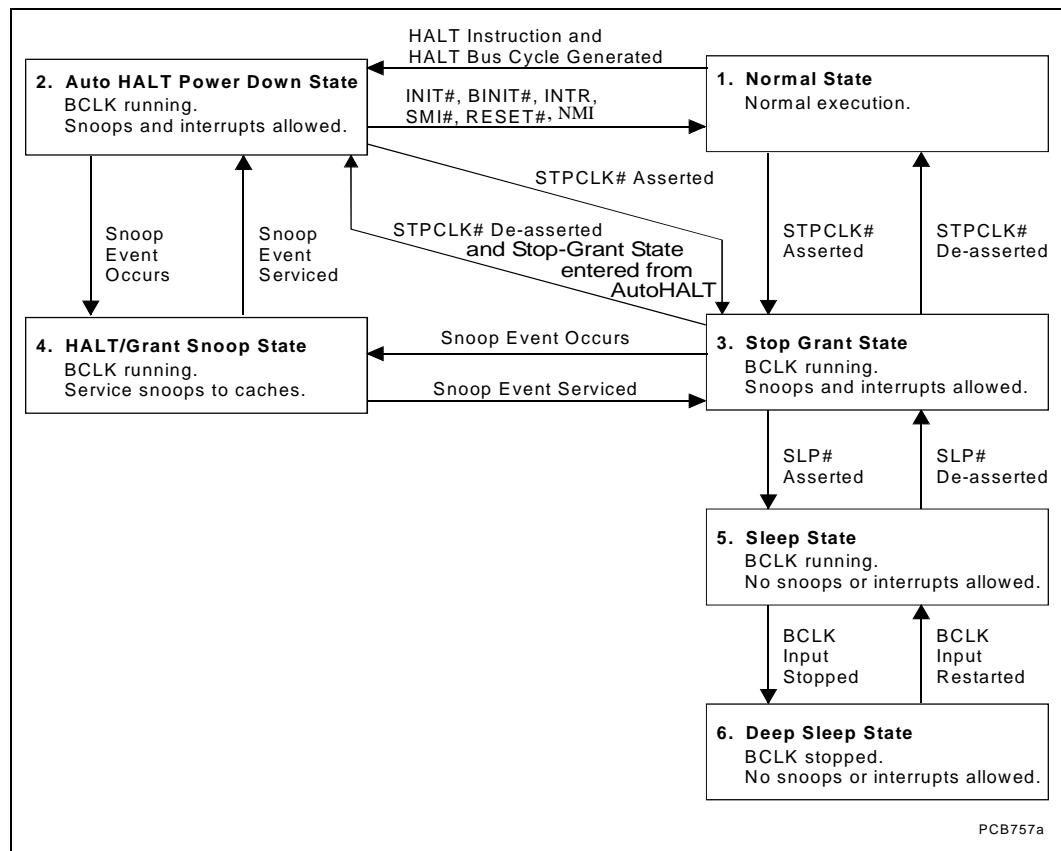 HALT Instruction and
HALT Bus Cycle Generated
2. Auto HALT Power Down State
BCLK running.
Snoops and interrupts allowed.
1. Normal State
Normal execution.
INIT#, BINIT#, INTR,
SMI#, RESET#, NMI
STPCLK# Asserted
STPCLK# De-asserted
and Stop-Grant State
entered from
AutoHALT
Snoop
Event
Occurs
Snoop
Event
Serviced
STPCLK#
Asserted
STPCLK#
De-asserted
4. HALT/Grant Snoop State
BCLK running.
Service snoops to caches.
Snoop Event Occurs
Snoop Event Serviced
3. Stop Grant State
BCLK running.
Snoops and interrupts allowed.
SLP#
Asserted
SLP#
De-asserted
5. Sleep State
BCLK running.
No snoops or interrupts allowed.
BCLK
Input
Stopped
BCLK
Input
Restarted
6. Deep Sleep State
BCLK stopped.
No snoops or interrupts allowed.
PCB757a